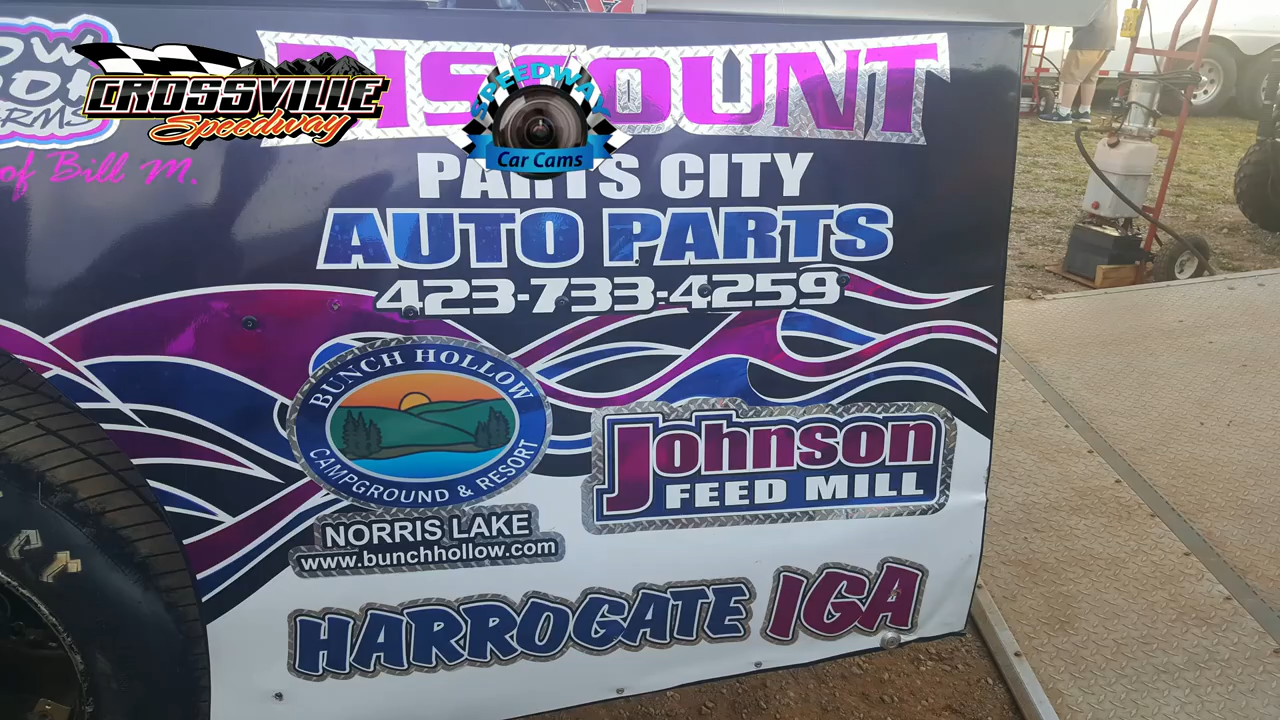 CROSSVILLE
Speedway
SPEEDWAY
Car Cams
of Bill M.
DISCOUNT
PARTS CITY
AUTO PARTS
423-733-4259
BUNCH HOLLOW
CAMPGROUND & RESORT
NORRIS LAKE
www.bunchhollow.com
Johnson
FEED MILL
HARROGATE IGA